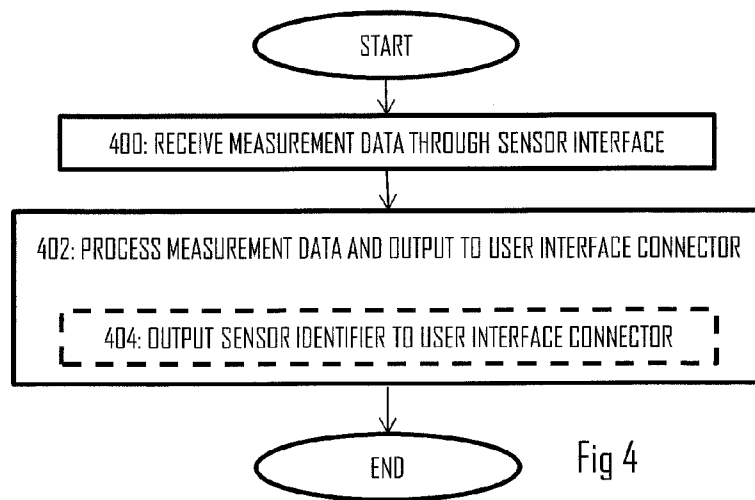 START
400: RECEIVE MEASUREMENT DATA THROUGH SENSOR INTERFACE
402: PROCESS MEASUREMENT DATA AND OUTPUT TO USER INTERFACE CONNECTOR
404: OUTPUT SENSOR IDENTIFIER TO USER INTERFACE CONNECTOR
END
Fig 4